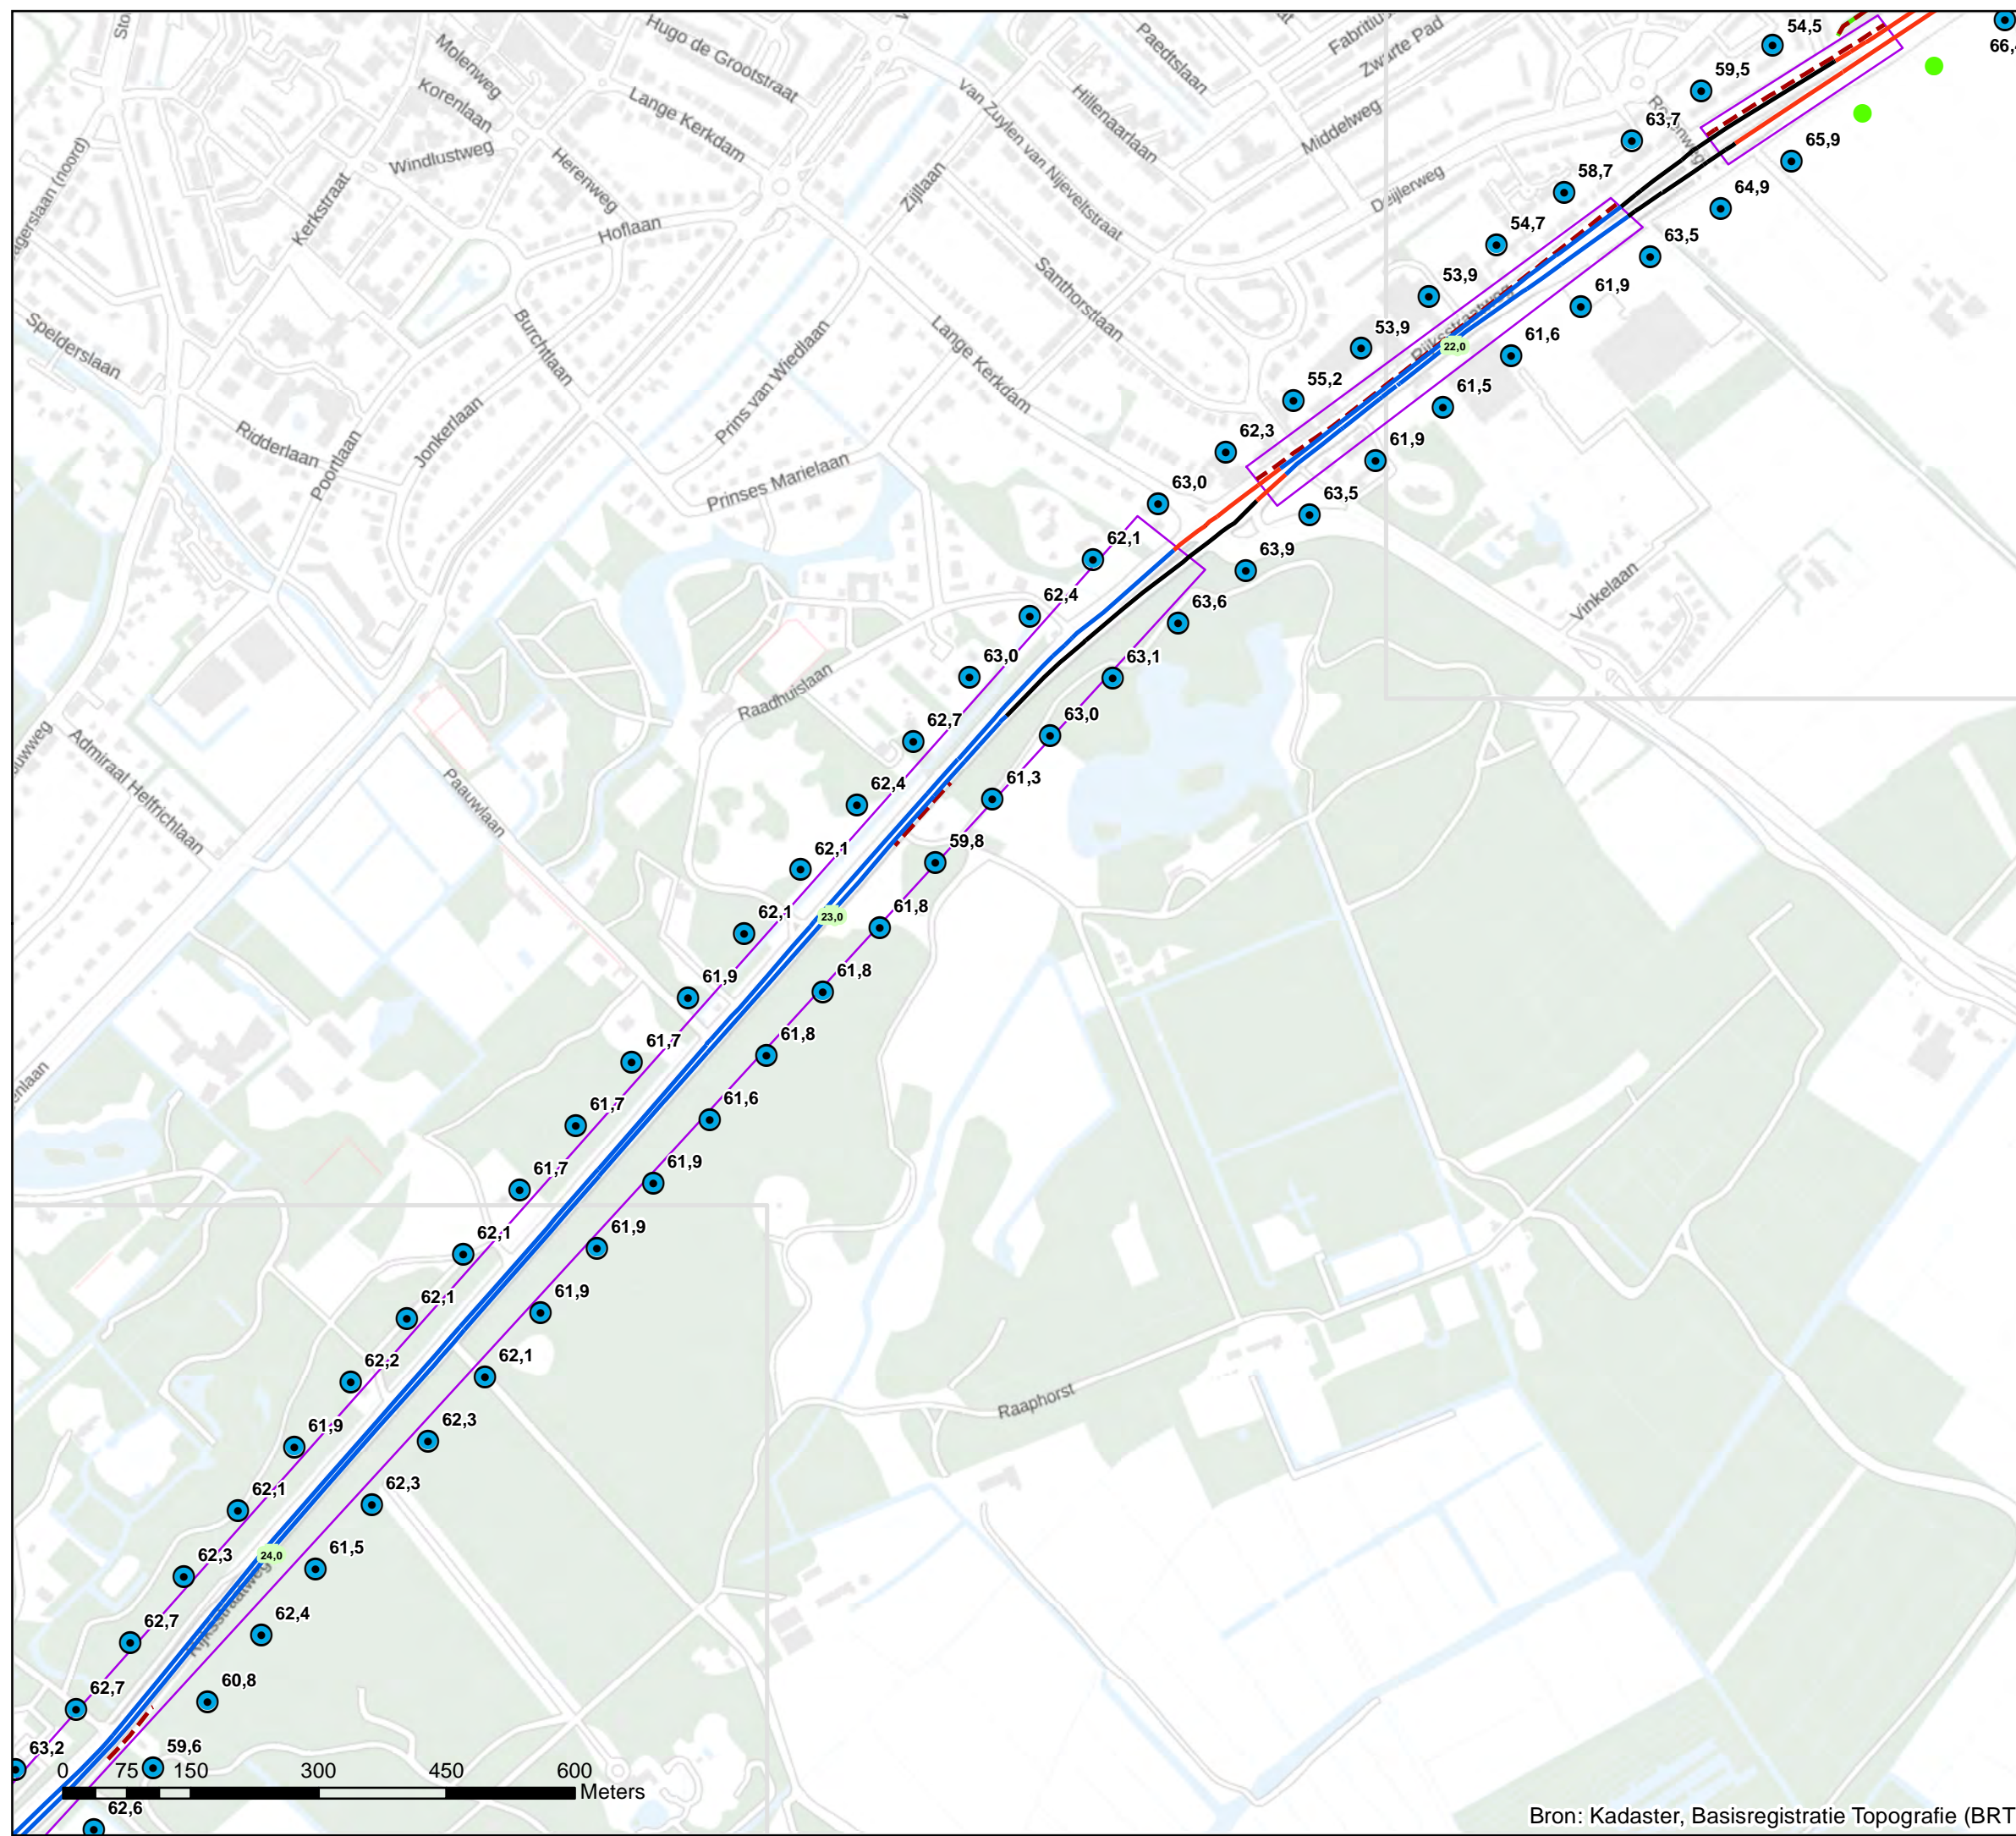 Hugo de Grootstraat
Molenweg
Korenlaan
Lange Kerkdam
Windlustweg
Herenweg
Kerkstraat
Hoflaan
Zijllaan
Van Zuylen van Nijeveltstraat
Hillenaarlaan
Paedtslaan
Zwarte Pad
Middelweg
Deijlerweg
54,5
59,5
66,
63,7
65,9
58,7
64,9
54,7
63,5
53,9
61,9
53,9
61,6
Rijksstraatweg
22,0
55,2
61,5
62,3
61,9
63,0
63,5
62,1
63,9
62,4
63,6
63,0
63,1
62,7
63,0
62,4
61,3
62,1
59,8
62,1
61,8
23,0
61,9
61,8
61,7
61,8
61,7
61,6
61,7
61,9
62,1
61,9
62,1
61,9
62,2
62,1
61,9
62,3
62,1
62,3
62,3
61,5
24,0
62,7
62,4
62,7
60,8
63,2
59,6
62,6
Santhorstlaan
Lange Kerkdam
Spelderslaan
Burchtlaan
Prins van Wiedlaan
Ridderlaan
Poortlaan
Jonkerlaan
Prinses Marielaan
Vinkelaan
Raadhuislaan
Admiraal Helfrichlaan
Paauwlaan
Raaphorst
Rijksstraatweg
0 75 150 300 450 600
Meters
Bron: Kadaster, Basisregistratie Topografie (BRT